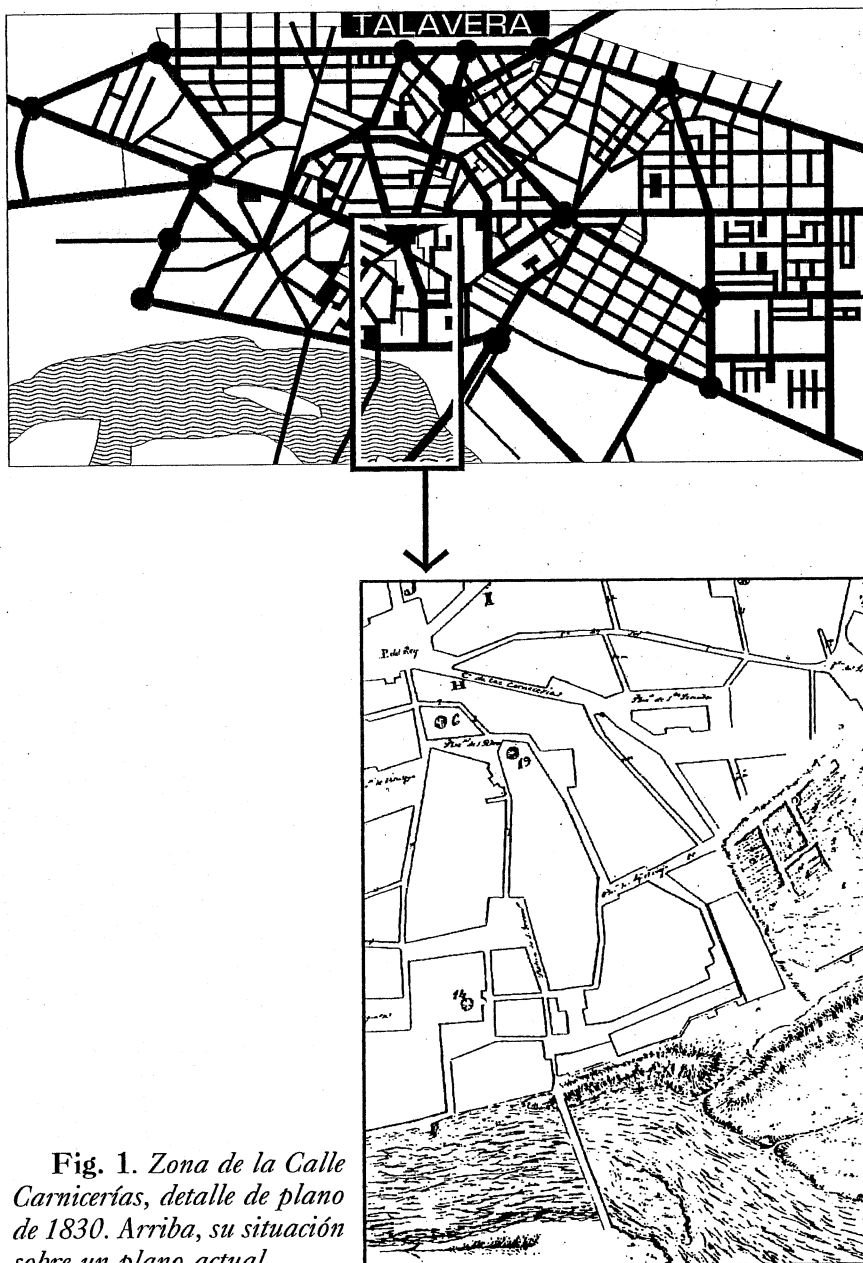 TALAVERA
J
I
P. del Rey
C. de las Carnicerías
H
G
19
14
Fig. 1. Zona de la Calle
Carnicerías, detalle de plano
de 1830. Arriba, su situación
sobre un plano actual